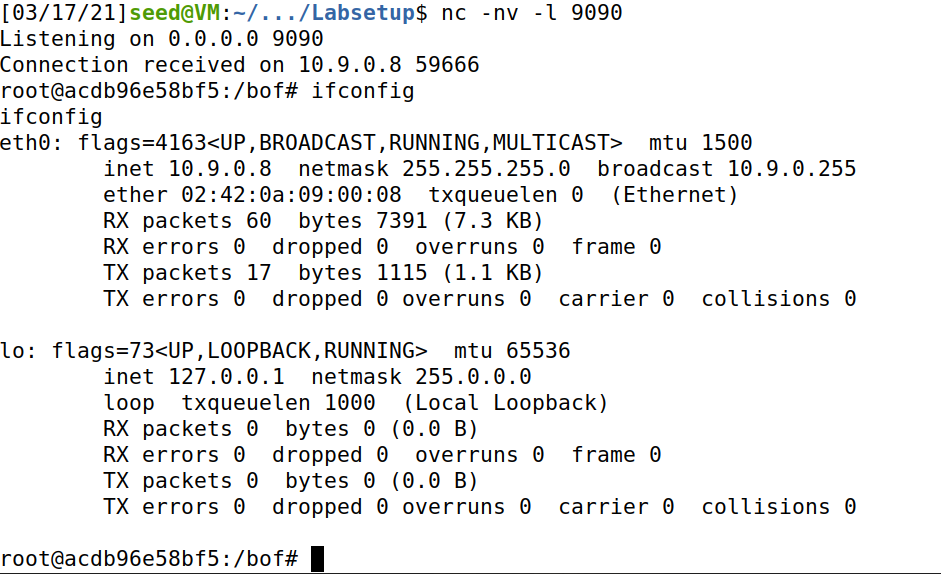 [03/17/21]seed@VM:~/.../Labsetup$ nc -nv -l 9090
Listening on 0.0.0.0 9090
Connection received on 10.9.0.8 59666
root@acdb96e58bf5:/bof# ifconfig
ifconfig
eth0: flags=4163<UP,BROADCAST,RUNNING,MULTICAST>  mtu 1500
        inet 10.9.0.8  netmask 255.255.255.0  broadcast 10.9.0.255
        ether 02:42:0a:09:00:08  txqueuelen 0  (Ethernet)
        RX packets 60  bytes 7391 (7.3 KB)
        RX errors 0  dropped 0  overruns 0  frame 0
        TX packets 17  bytes 1115 (1.1 KB)
        TX errors 0  dropped 0 overruns 0  carrier 0  collisions 0

lo: flags=73<UP,LOOPBACK,RUNNING>  mtu 65536
        inet 127.0.0.1  netmask 255.0.0.0
        loop  txqueuelen 1000  (Local Loopback)
        RX packets 0  bytes 0 (0.0 B)
        RX errors 0  dropped 0  overruns 0  frame 0
        TX packets 0  bytes 0 (0.0 B)
        TX errors 0  dropped 0 overruns 0  carrier 0  collisions 0

root@acdb96e58bf5:/bof#